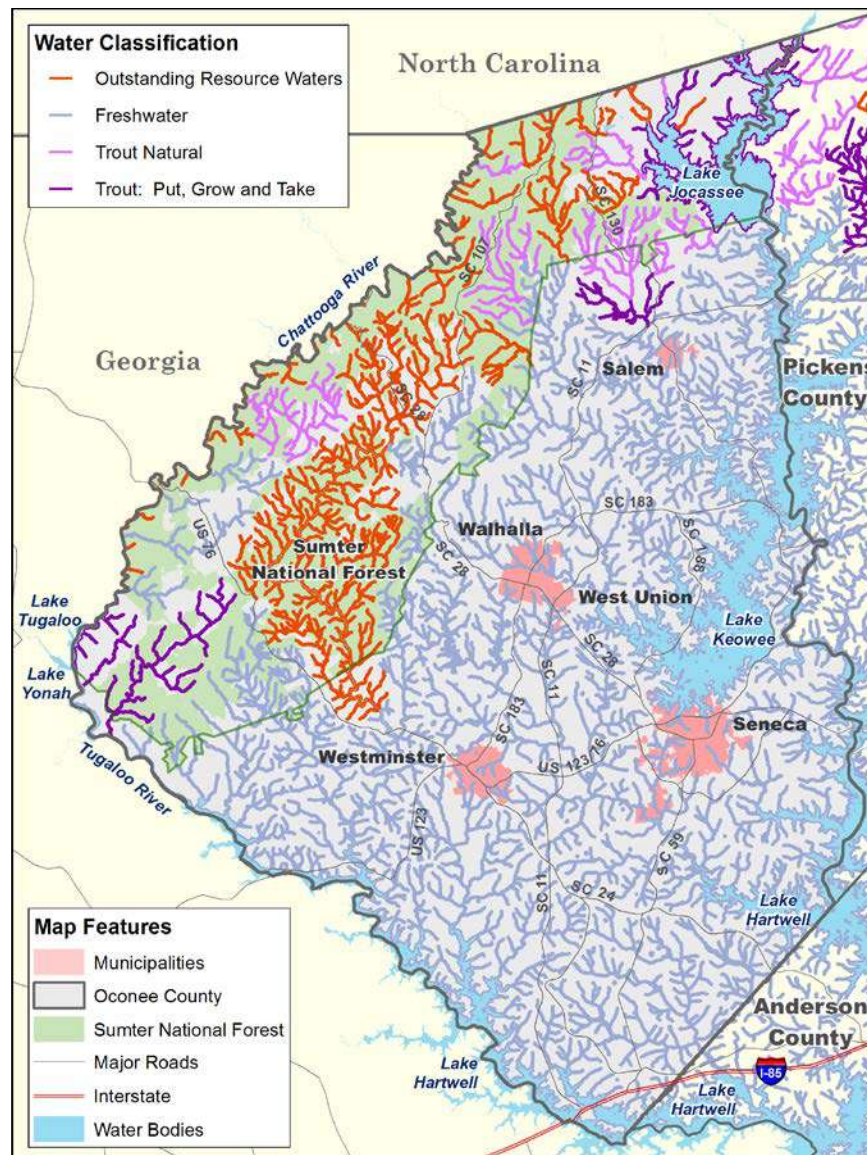 Water Classification
Outstanding Resource Waters
Freshwater
Trout Natural
Trout: Put, Grow and Take
North Carolina
Lake
Jocassee
SC 130
SC 107
Chattooga River
Georgia
SC 11
Salem
Pickens
County
SC 28
US 76
SC 183
Walhalla
SC 188
Sumter
National Forest
SC 28
West Union
Lake
Tugaloo
Lake
Keowee
SC 28
Lake
Yonah
SC 11
SC 183
Seneca
Westminster
US 123/76
Tugaloo River
US 123
SC 59
SC 24
SC 11
Lake
Hartwell
Map Features
Municipalities
Oconee County
Sumter National Forest
Major Roads
Interstate
Water Bodies
Anderson
County
I-85
Lake
Hartwell
Lake
Hartwell